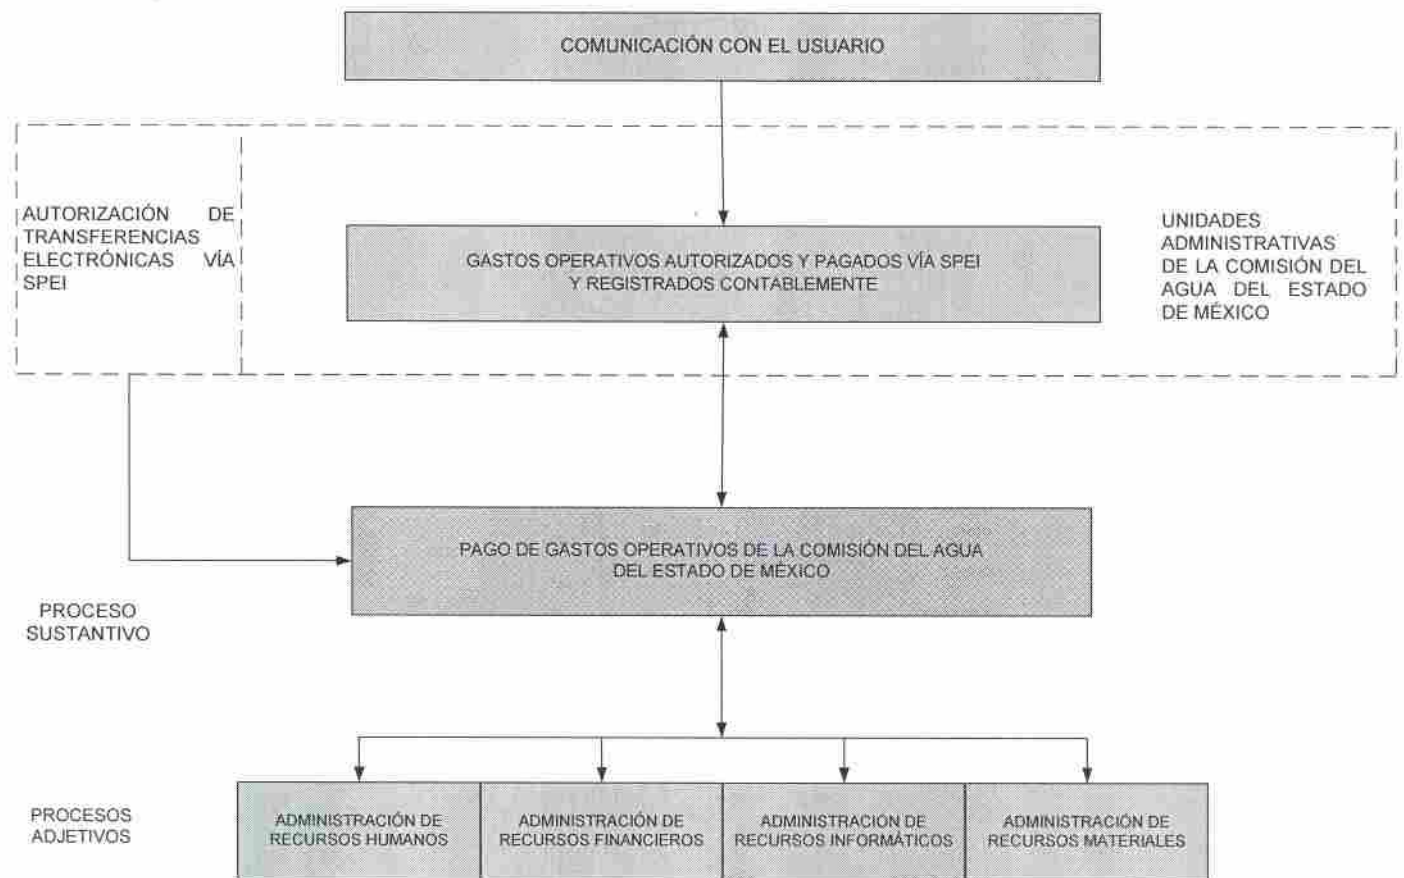 COMUNICACIÓN CON EL USUARIO
AUTORIZACIÓN DE
TRANSFERENCIAS
ELECTRÓNICAS VÍA
SPEI
GASTOS OPERATIVOS AUTORIZADOS Y PAGADOS VÍA SPEI
Y REGISTRADOS CONTABLEMENTE
UNIDADES
ADMINISTRATIVAS
DE LA COMISIÓN DEL
AGUA DEL ESTADO
DE MÉXICO
PAGO DE GASTOS OPERATIVOS DE LA COMISIÓN DEL AGUA
DEL ESTADO DE MÉXICO
PROCESO
SUSTANTIVO
PROCESOS
ADJETIVOS
ADMINISTRACIÓN DE
RECURSOS HUMANOS
ADMINISTRACIÓN DE
RECURSOS FINANCIEROS
ADMINISTRACIÓN DE
RECURSOS INFORMÁTICOS
ADMINISTRACIÓN DE
RECURSOS MATERIALES